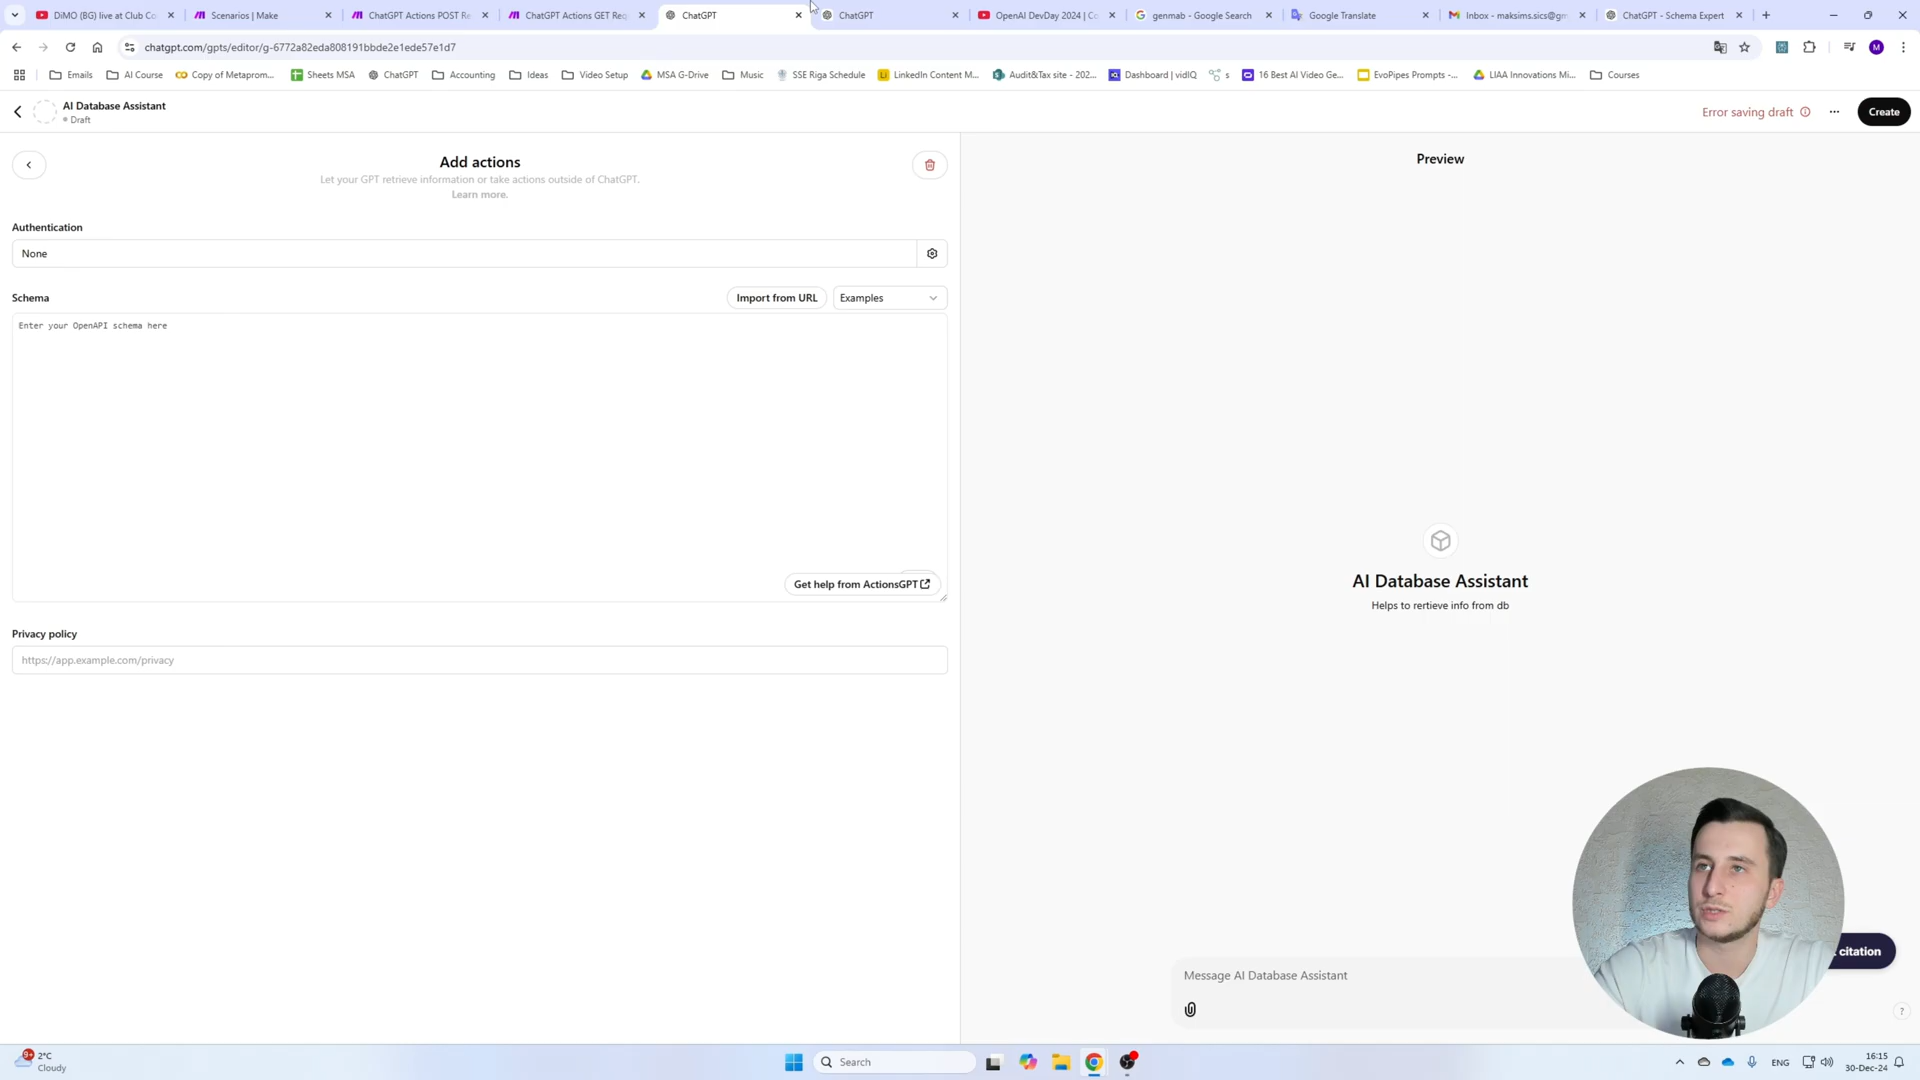 DiMO (BG) live at Club Co
Scenarios | Make
ChatGPT Actions POST Re
ChatGPT Actions GET Req
ChatGPT
ChatGPT
OpenAI DevDay 2024 | Co
genmab - Google Search
Google Translate
Inbox - maksims.sics@gm
ChatGPT - Schema Expert
chatgpt.com/gpts/editor/g-6772a82eda808191bbde2e1ede57e1d7
M
Emails
AI Course
Copy of Metaprom...
Sheets MSA
ChatGPT
Accounting
Ideas
Video Setup
MSA G-Drive
Music
SSE Riga Schedule
LinkedIn Content M...
Audit&Tax site - 202...
Dashboard | vidIQ
s
16 Best AI Video Ge...
EvoPipes Prompts -...
LIAA Innovations Mi...
Courses
AI Database Assistant
Draft
Error saving draft
Create
Add actions
Let your GPT retrieve information or take actions outside of ChatGPT.
Learn more.
Authentication
None
Schema
Import from URL
Examples
Enter your OpenAPI schema here
Get help from ActionsGPT
Privacy policy
https://app.example.com/privacy
Preview
AI Database Assistant
Helps to rertieve info from db
citation
Message AI Database Assistant
?
9+
2°C
Cloudy
Search
ENG
16:15
30-Dec-24